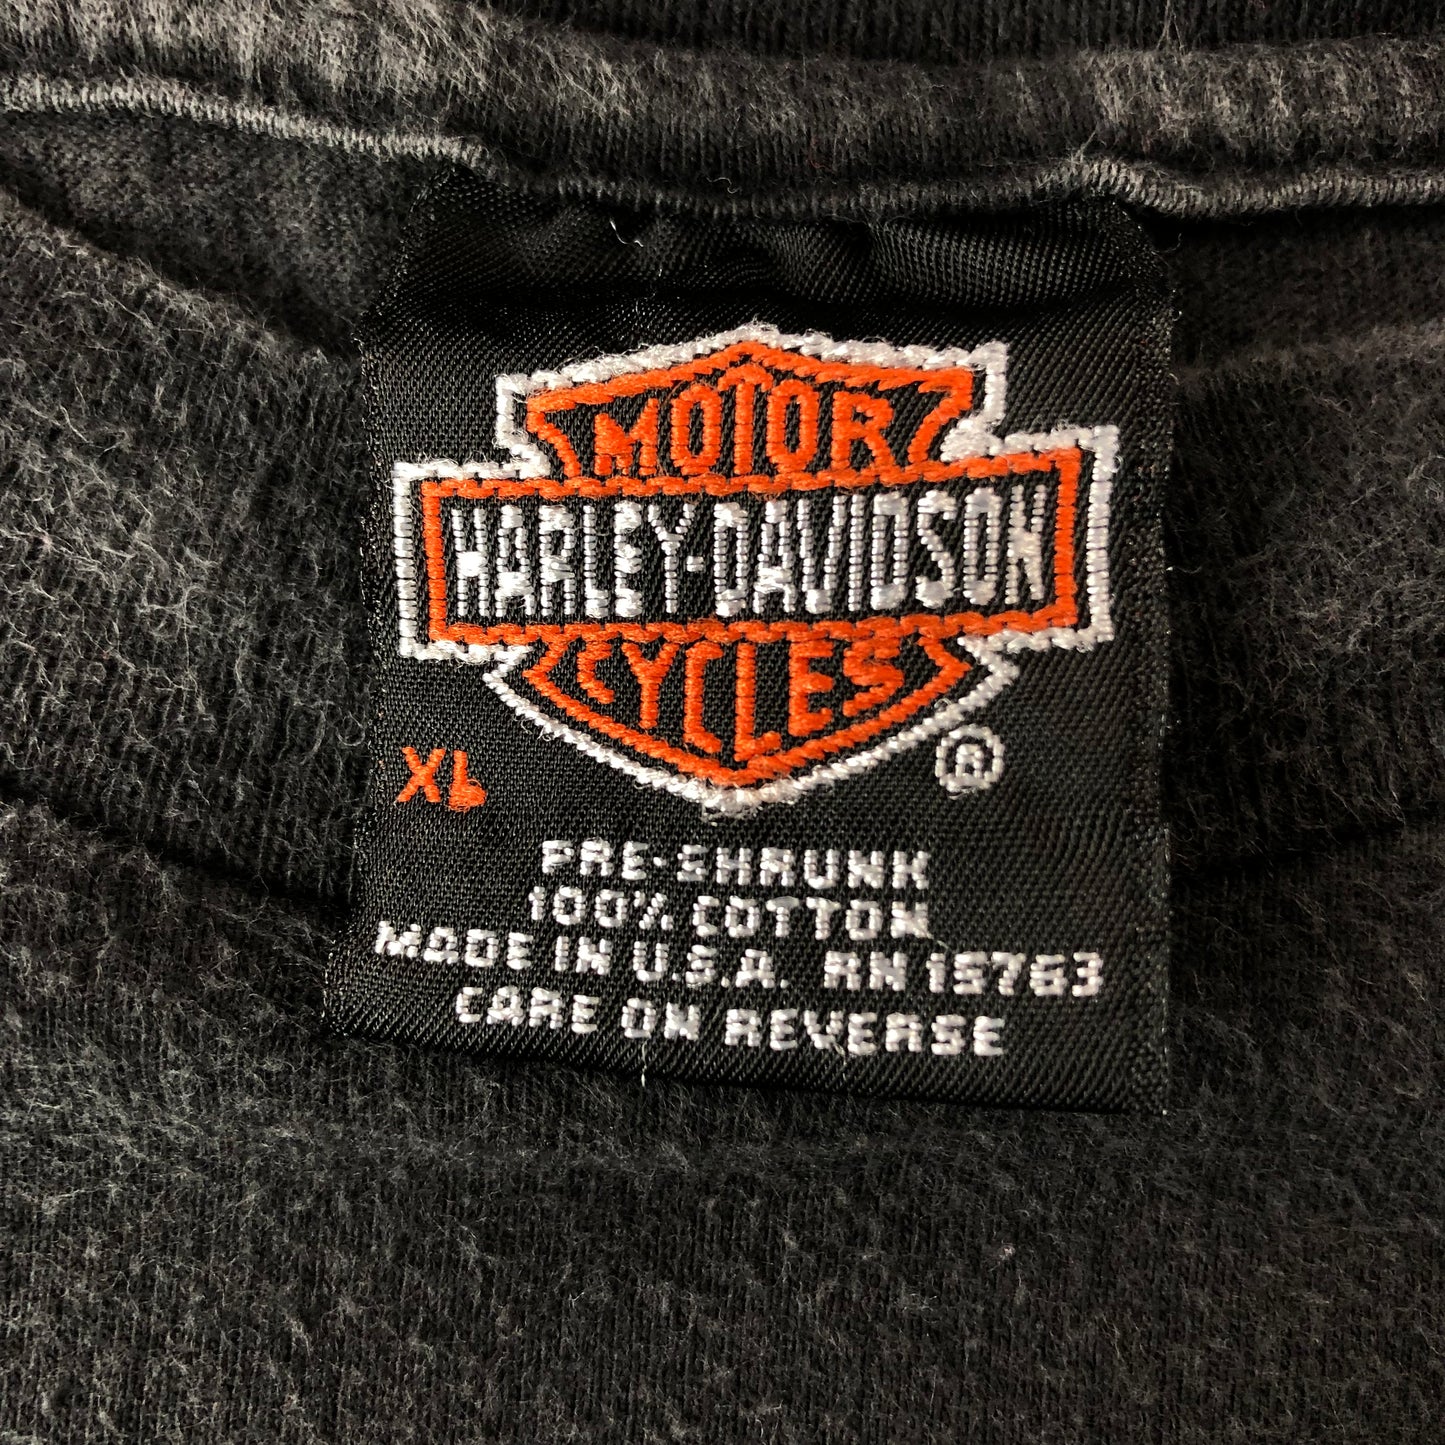 MOTOR
HARLEY-DAVIDSON
CYCLES
®
XL
PRE-SHRUNK
100% COTTON
MADE IN U.S.A. RN 15763
CARE ON REVERSE